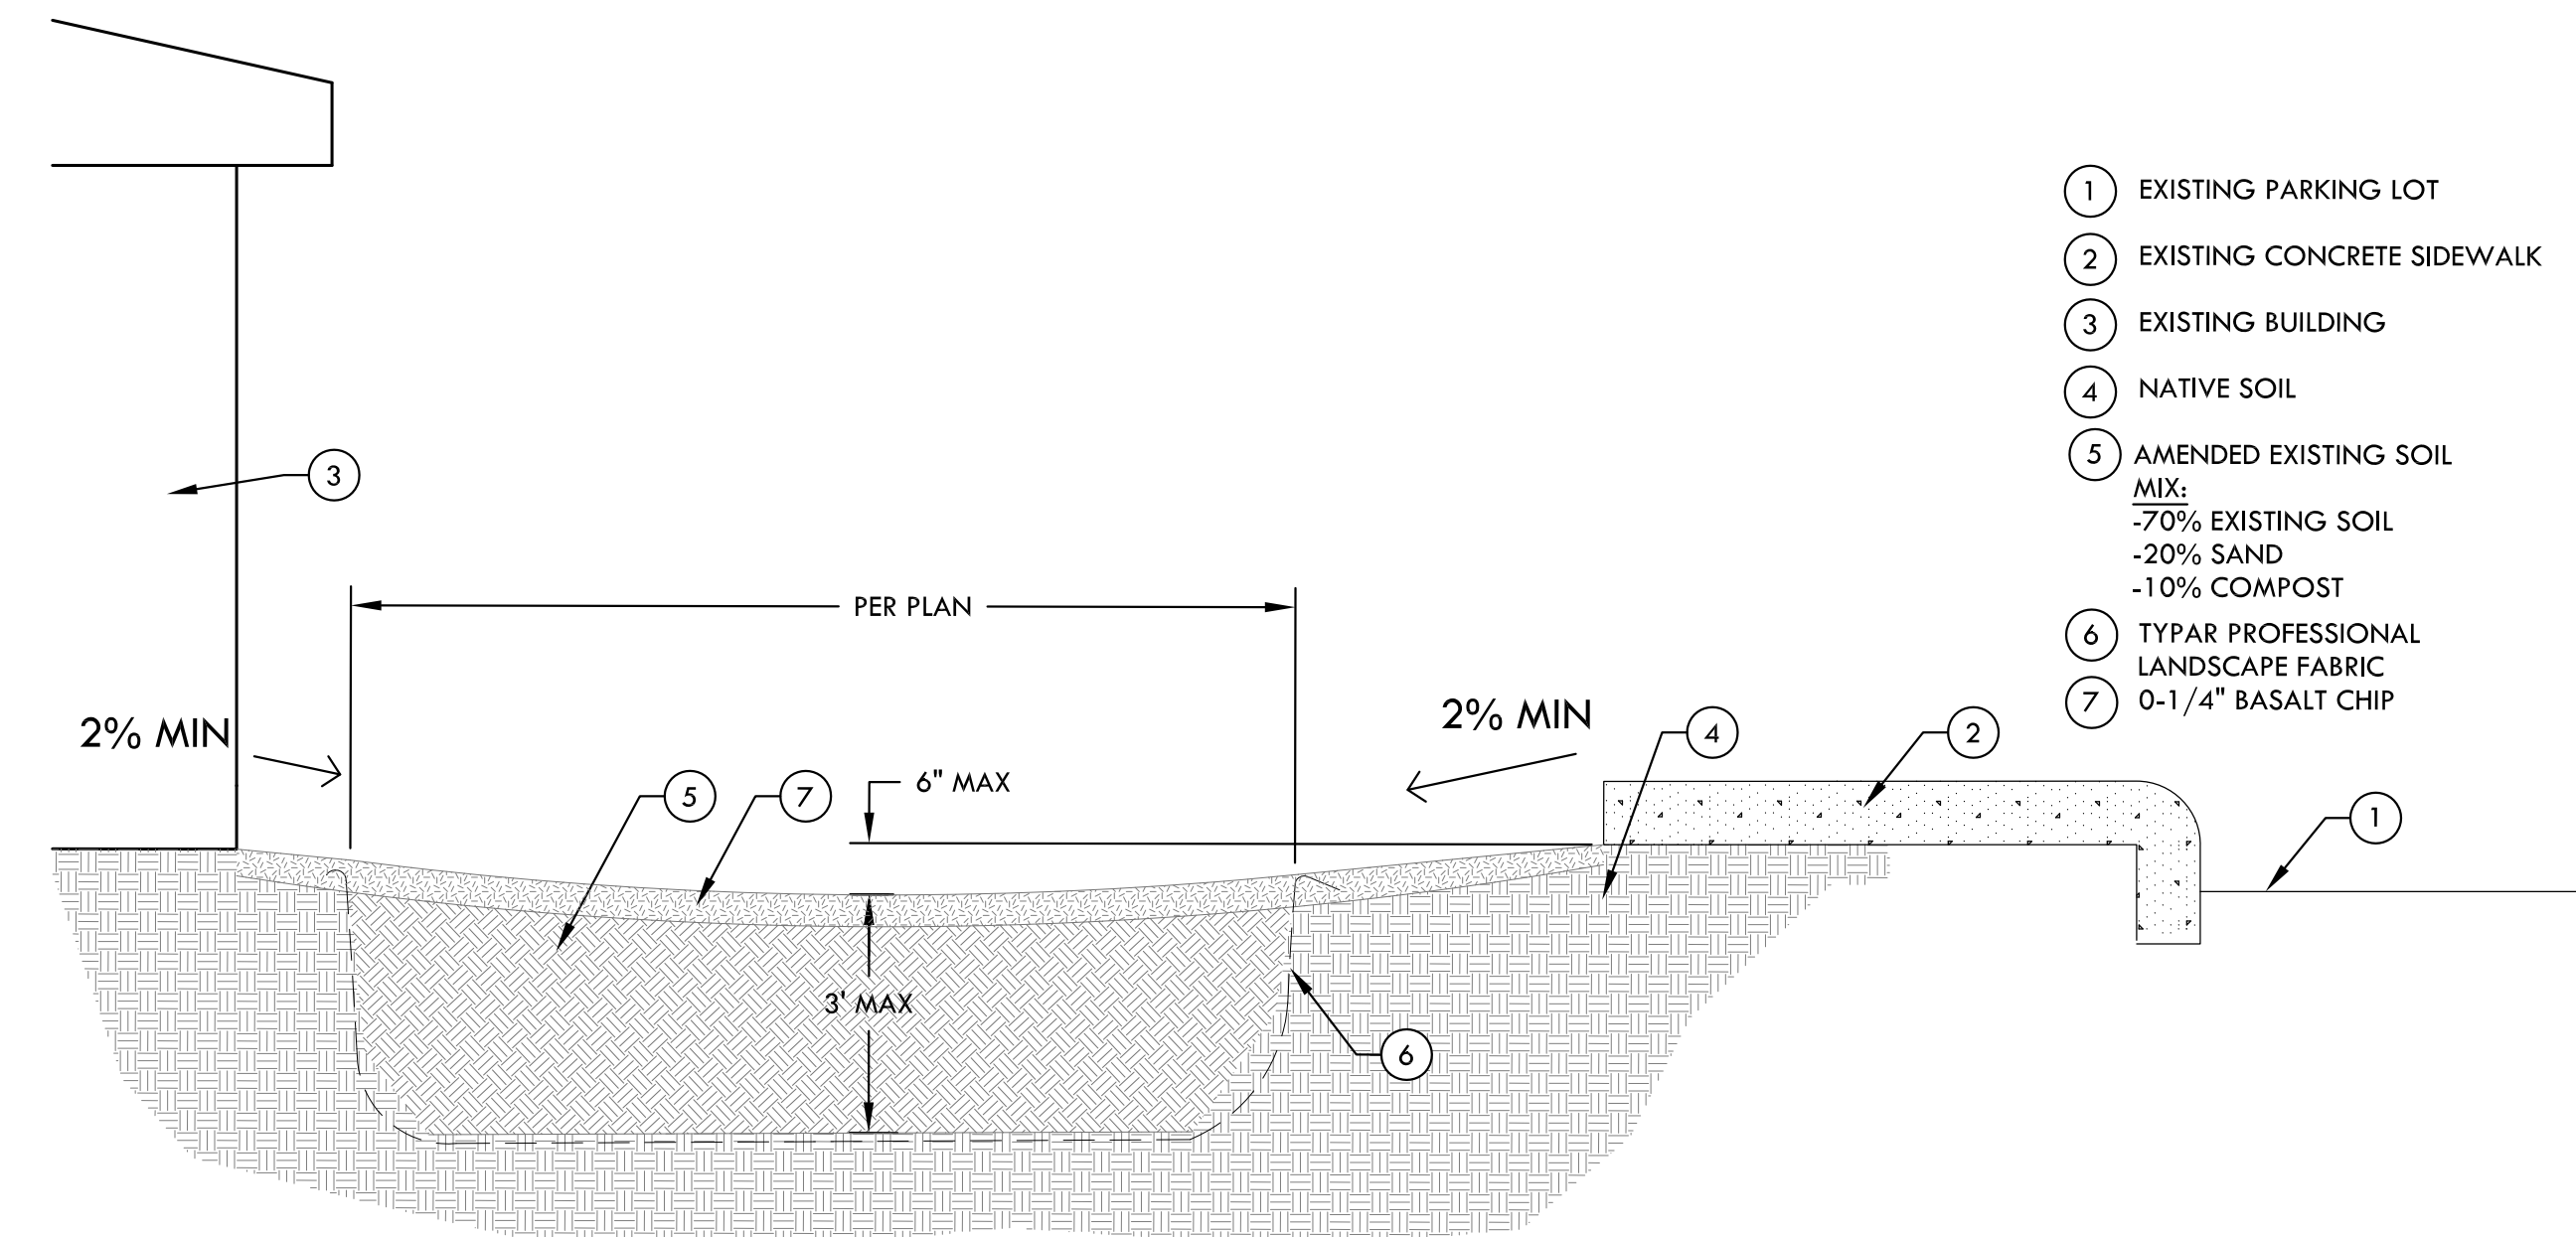 1 EXISTING PARKING LOT
2 EXISTING CONCRETE SIDEWALK
3 EXISTING BUILDING
4 NATIVE SOIL
5 AMENDED EXISTING SOIL
MIX:
-70% EXISTING SOIL
-20% SAND
-10% COMPOST
6 TYPAR PROFESSIONAL
LANDSCAPE FABRIC
7 0-1/4" BASALT CHIP
3
PER PLAN
2% MIN
2% MIN
4
2
5
7
6" MAX
1
3' MAX
6